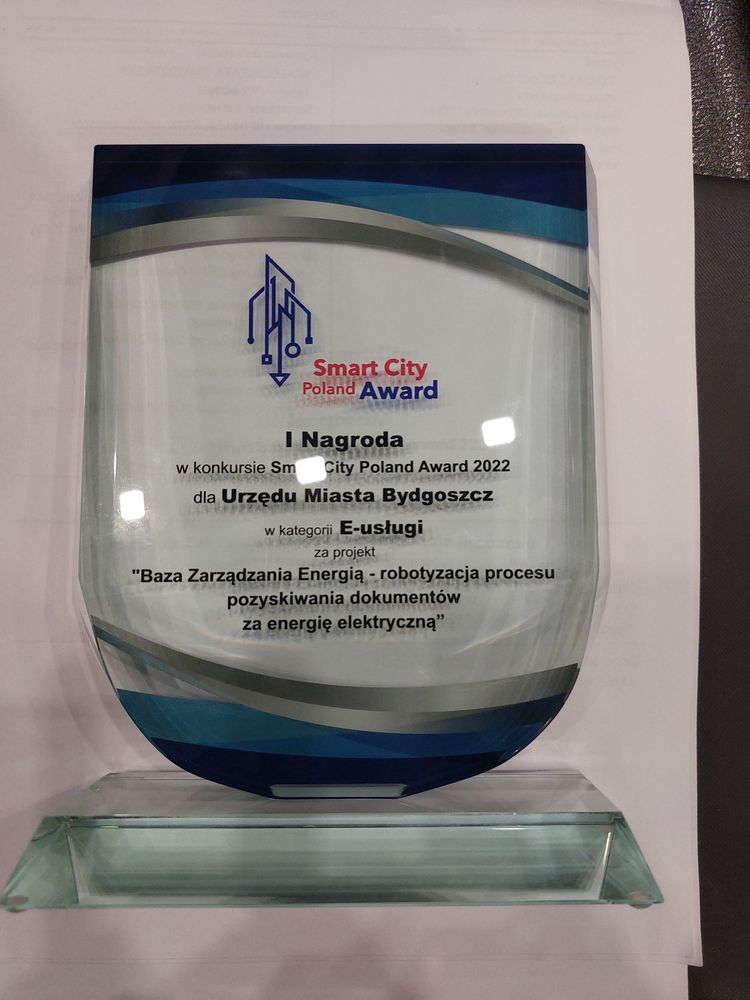 Smart City
Poland Award
I Nagroda
w konkursie Smart City Poland Award 2022
dla Urzędu Miasta Bydgoszcz
w kategorii E-usługi
za projekt
"Baza Zarządzania Energią - robotyzacja procesu
pozyskiwania dokumentów
za energię elektryczną”